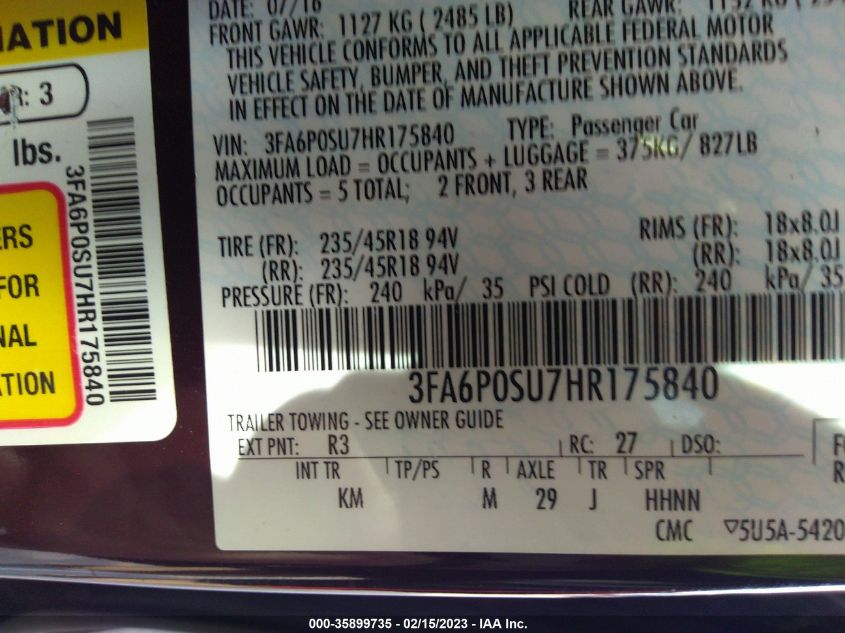 DATE: 07/16
FRONT GAWR: 1127 KG ( 2485 LB)
REAR GAWR:
THIS VEHICLE CONFORMS TO ALL APPLICABLE FEDERAL MOTOR
VEHICLE SAFETY, BUMPER, AND THEFT PREVENTION STANDARDS
IN EFFECT ON THE DATE OF MANUFACTURE SHOWN ABOVE.
VIN: 3FA6P0SU7HR175840 TYPE: Passenger Car
MAXIMUM LOAD = OCCUPANTS + LUGGAGE = 375KG/ 827LB
OCCUPANTS = 5 TOTAL; 2 FRONT, 3 REAR
TIRE (FR): 235/45R18 94V RIMS (FR): 18x8.0J
(RR): 235/45R18 94V (RR): 18x8.0J
PRESSURE (FR): 240 kPa/ 35 PSI COLD (RR): 240 kPa/ 35
3FA6P0SU7HR175840
TRAILER TOWING - SEE OWNER GUIDE
EXT PNT: R3 RC: 27 DSO:
INT TR TP/PS R AXLE TR SPR
KM M 29 J HHNN
CMC ▽5U5A-5420
MATION
R: 3
lbs.
3FA6P0SU7HR175840
ERS
FOR
NAL
ATION
000-35899735 - 02/15/2023 - IAA Inc.